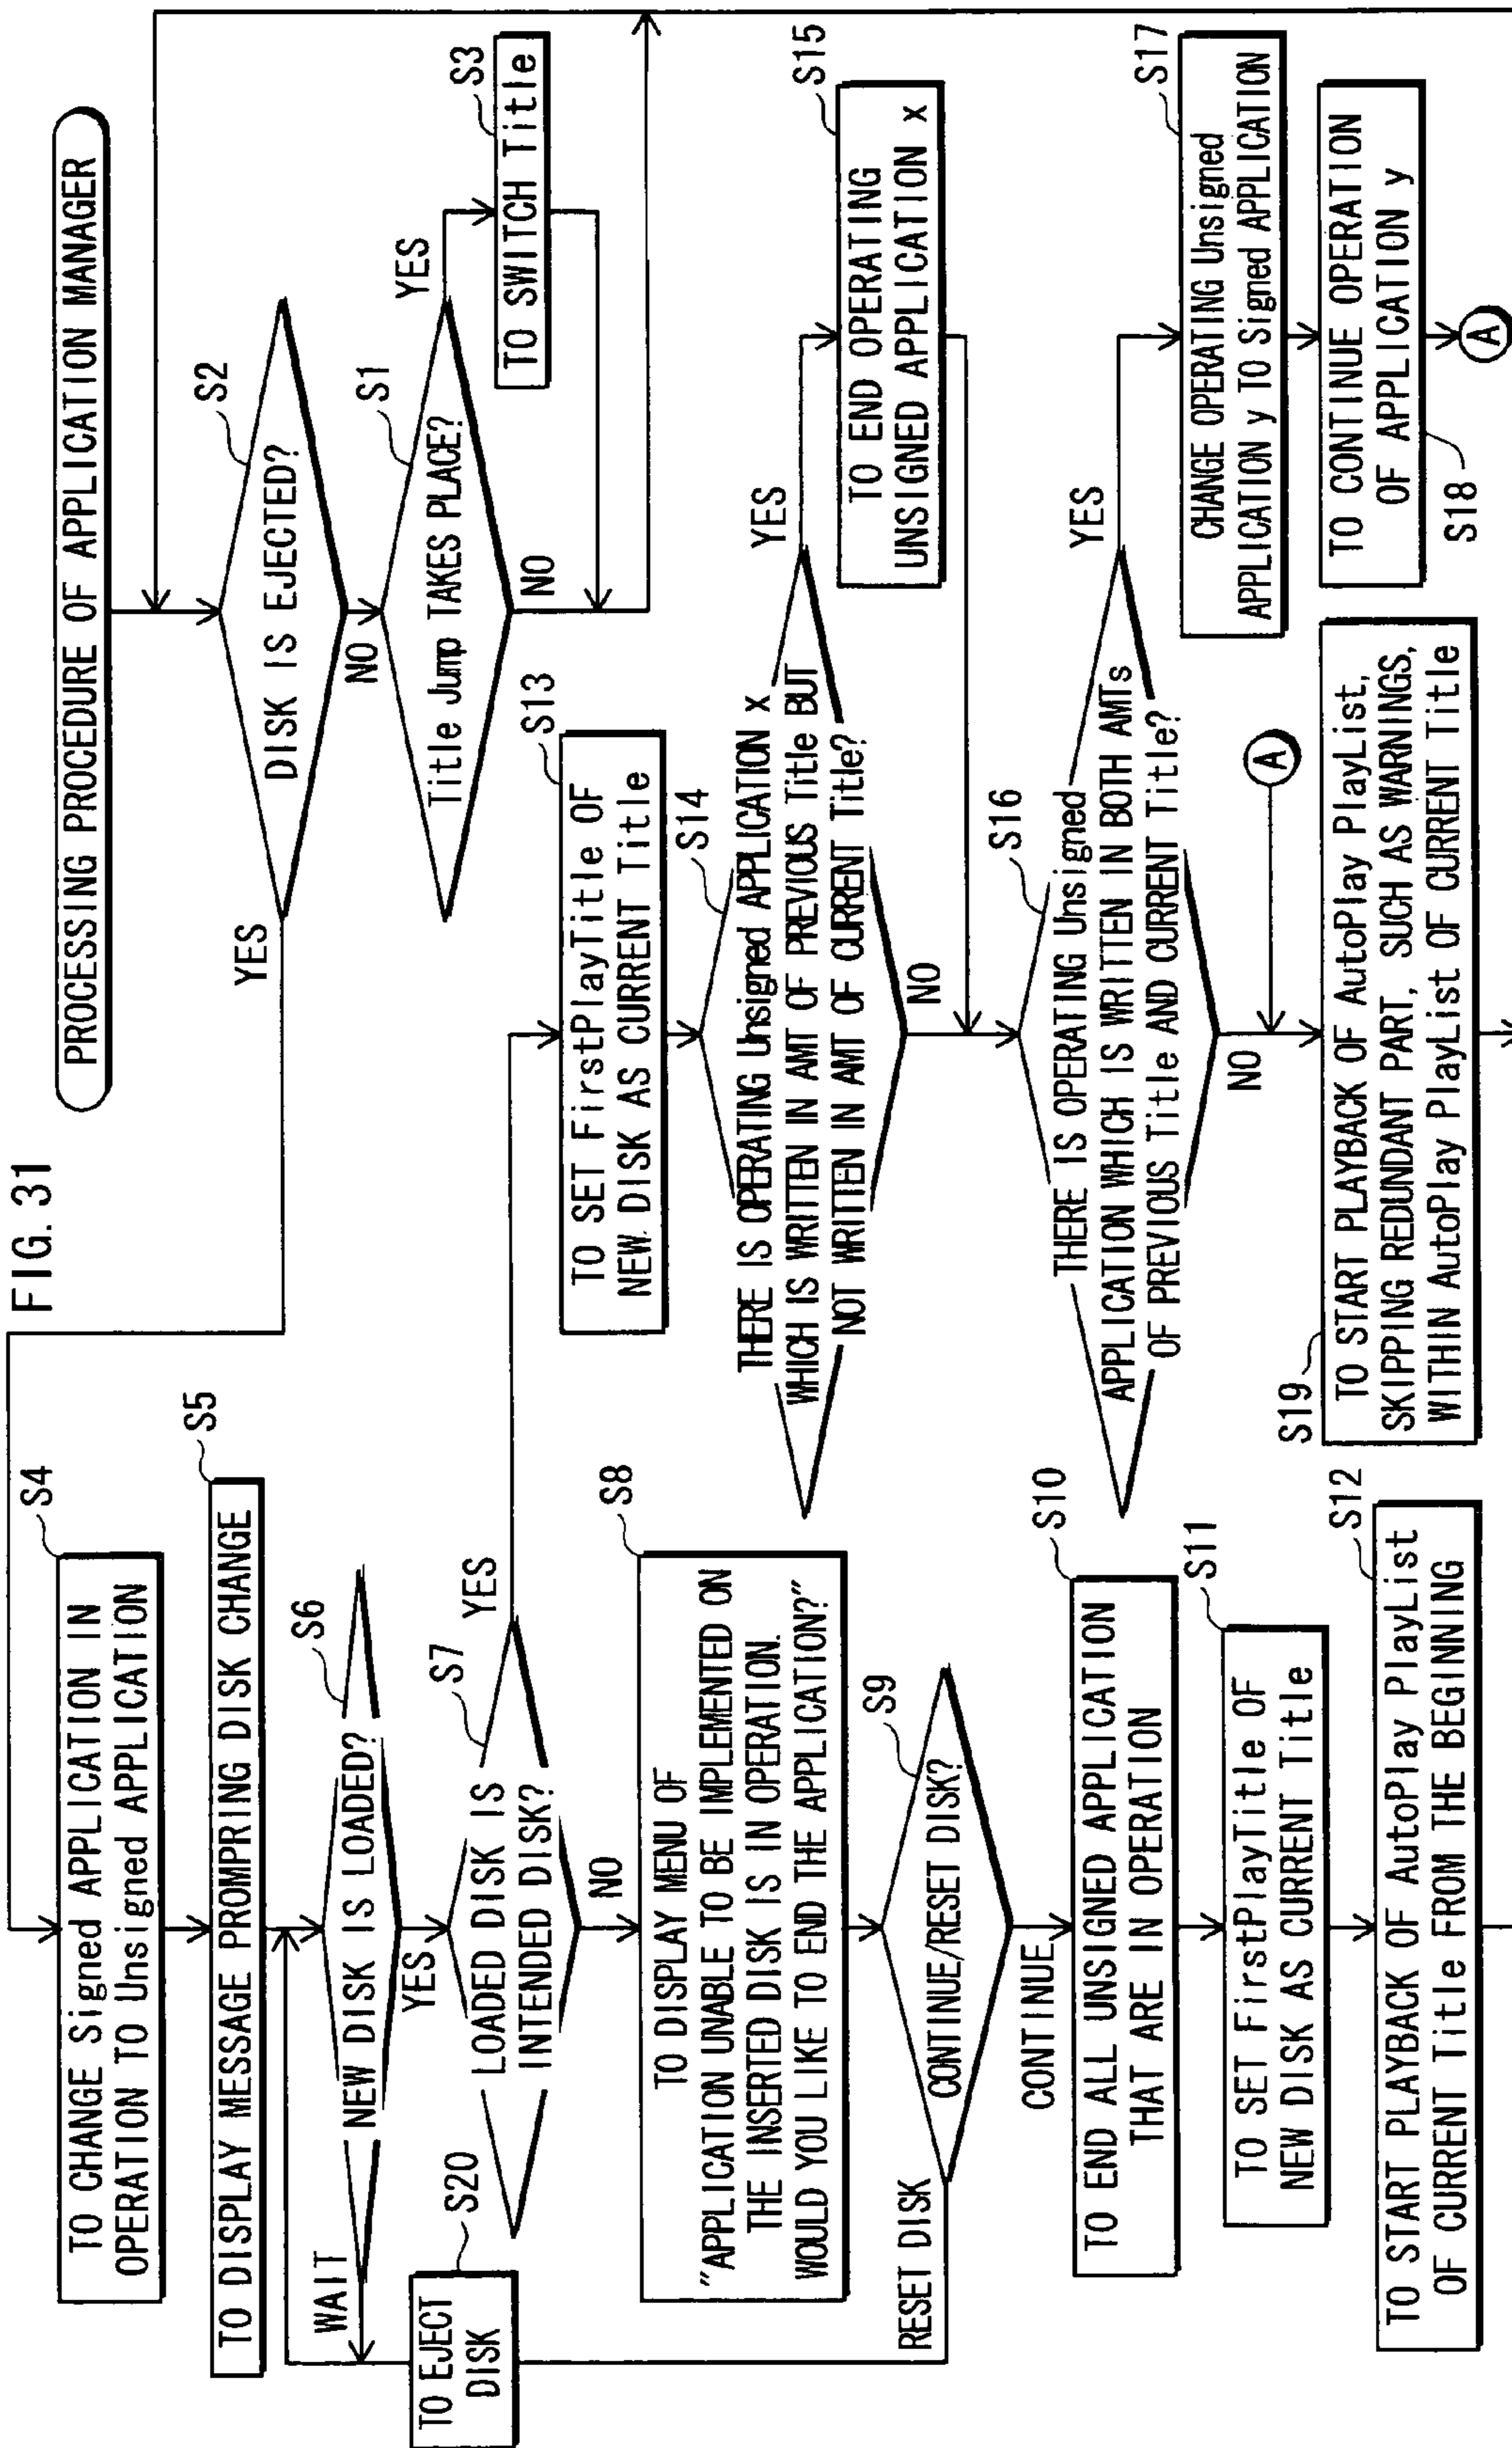 FIG. 31
PROCESSING PROCEDURE OF APPLICATION MANAGER
S2
DISK IS EJECTED?
YES
NO
S1
Title Jump TAKES PLACE?
YES
NO
S3
TO SWITCH Title
S4
TO CHANGE Signed APPLICATION IN
OPERATION TO Unsigned APPLICATION
S5
TO DISPLAY MESSAGE PROMPRING DISK CHANGE
S6
NEW DISK IS LOADED?
WAIT
YES
S7
LOADED DISK IS
INTENDED DISK?
YES
NO
S20
TO EJECT
DISK
S8
TO DISPLAY MENU OF
"APPLICATION UNABLE TO BE IMPLEMENTED ON
THE INSERTED DISK IS IN OPERATION.
WOULD YOU LIKE TO END THE APPLICATION?"
S9
CONTINUE/RESET DISK?
RESET DISK
CONTINUE
S10
TO END ALL UNSIGNED APPLICATION
THAT ARE IN OPERATION
S11
TO SET FirstPlayTitle OF
NEW DISK AS CURRENT Title
S12
TO START PLAYBACK OF AutoPlay PlayList
OF CURRENT Title FROM THE BEGINNING
S13
TO SET FirstPlayTitle OF
NEW. DISK AS CURRENT Title
S14
THERE IS OPERATING Unsigned APPLICATION x
WHICH IS WRITTEN IN AMT OF PREVIOUS Title BUT
NOT WRITTEN IN AMT OF CURRENT Title?
YES
NO
S15
TO END OPERATING
UNSIGNED APPLICATION x
S16
THERE IS OPERATING Unsigned
APPLICATION WHICH IS WRITTEN IN BOTH AMTs
OF PREVIOUS Title AND CURRENT Title?
YES
NO
S17
CHANGE OPERATING Unsigned
APPLICATION y TO Signed APPLICATION
TO CONTINUE OPERATION
OF APPLICATION y
S18
A
A
S19
TO START PLAYBACK OF AutoPlay PlayList,
SKIPPING REDUNDANT PART, SUCH AS WARNINGS,
WITHIN AutoPlay PlayList OF CURRENT Title